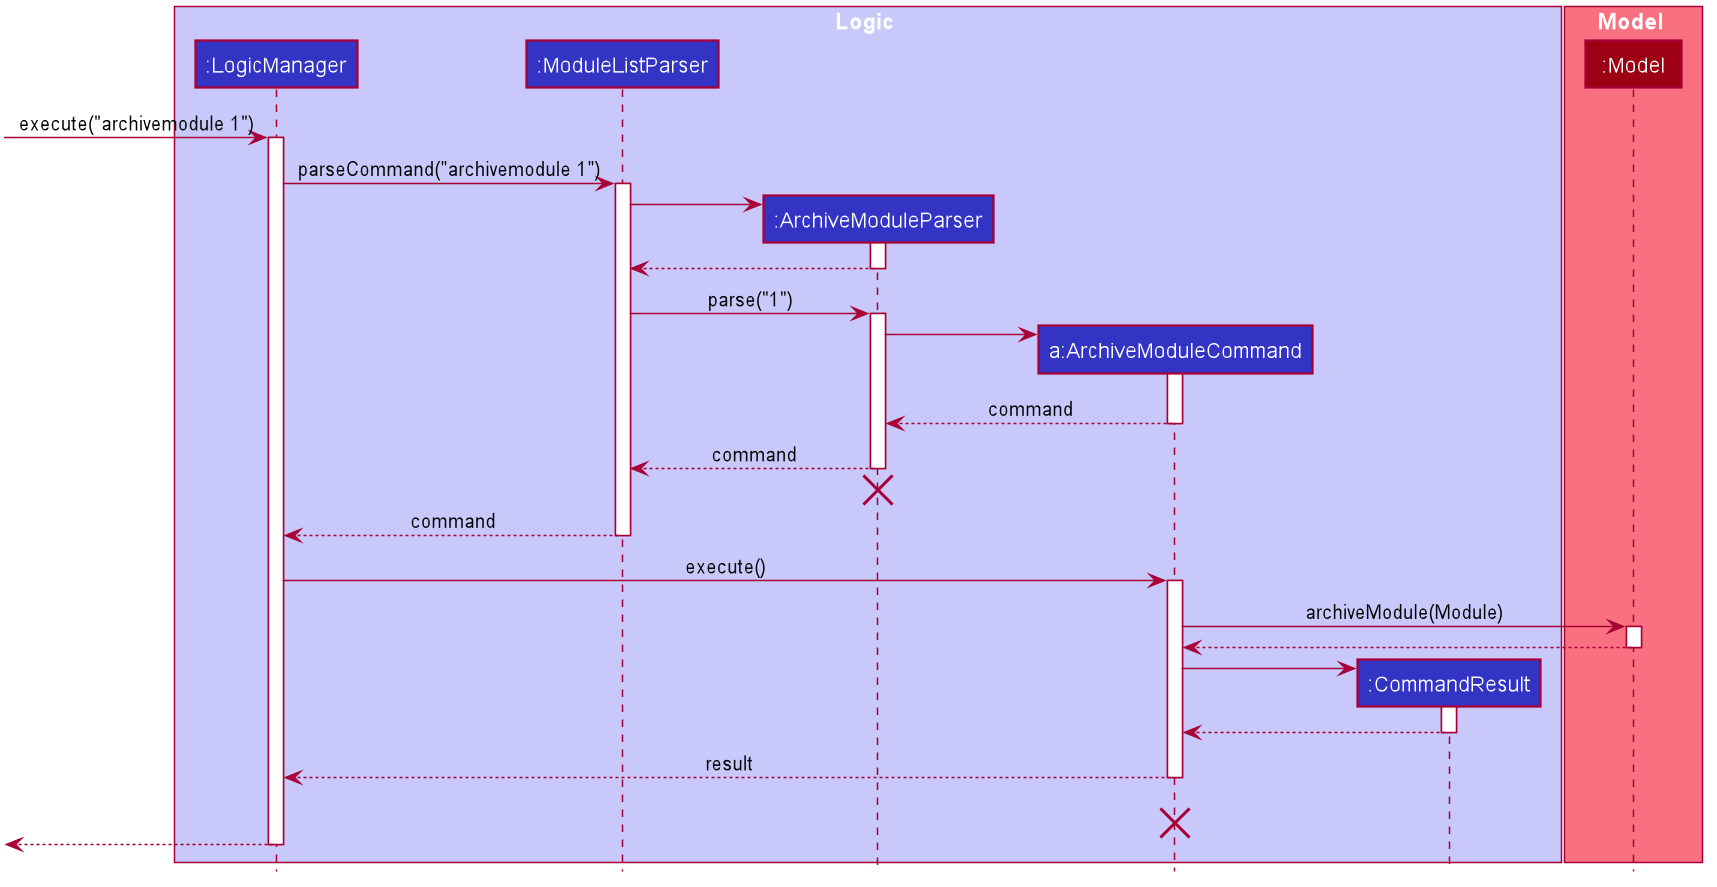 Logic
Model
:LogicManager
:ModuleListParser
:Model
execute("archivemodule 1")
parseCommand("archivemodule 1")
:ArchiveModuleParser
parse("1")
a:ArchiveModuleCommand
command
command
command
execute()
archiveModule(Module)
:CommandResult
result